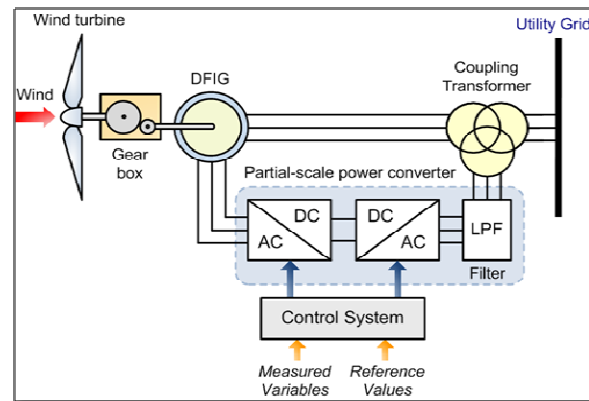 Utility Grid
Wind turbine
DFIG
Coupling
Transformer
Wind
Gear
box
Partial-scale power converter
DC
AC
DC
AC
LPF
Filter
Control System
Measured
Variables
Reference
Values